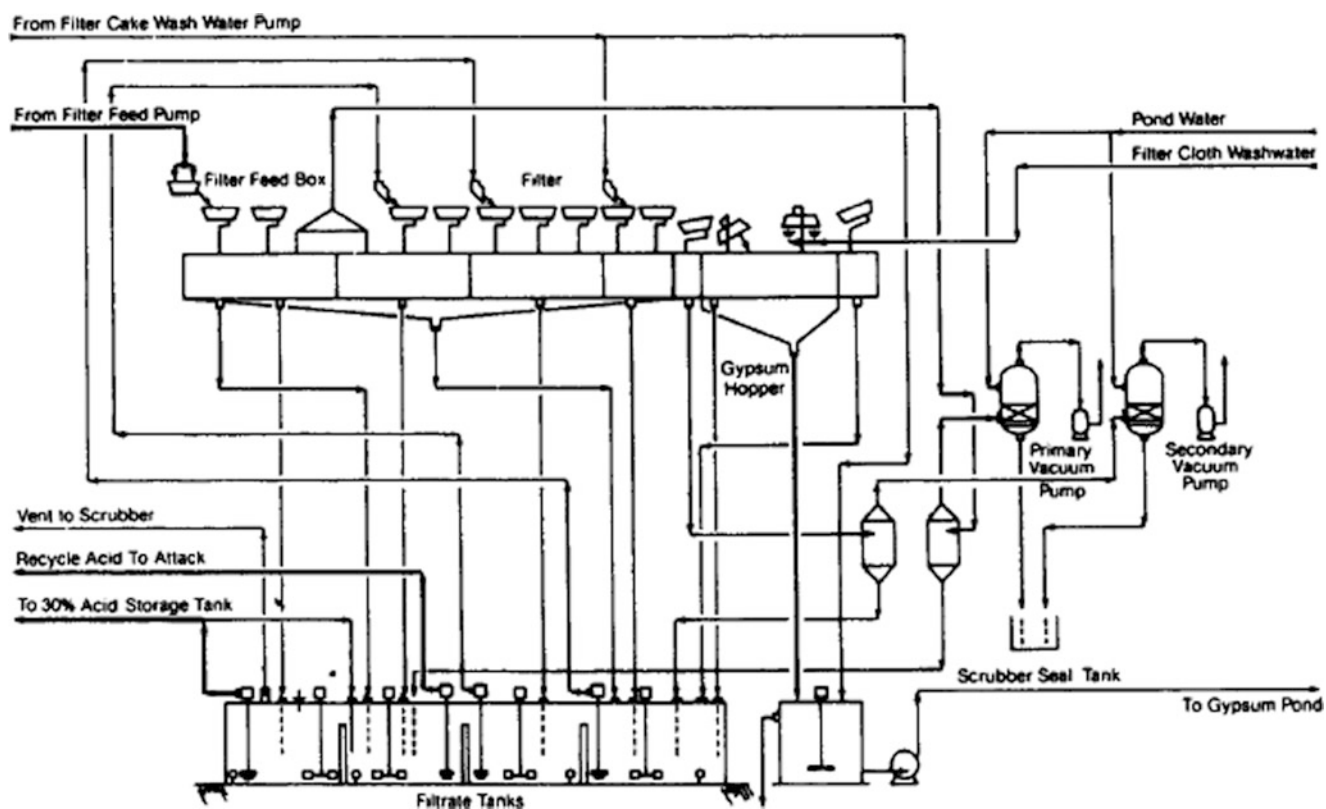 From Filter Cake Wash Water Pump
From Filter Feed Pump
Pond Water
Filter Cloth Washwater
Filter Feed Box
Filter
Gypsum
Hopper
Primary
Vacuum
Pump
Secondary
Vacuum
Pump
Vent to Scrubber
Recycle Acid To Attack
To 30% Acid Storage Tank
Scrubber Seal Tank
To Gypsum Pond
Filtrate Tanks